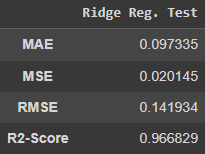 Ridge Reg. Test
MAE 0.097335
MSE 0.020145
RMSE 0.141934
R2-Score 0.966829